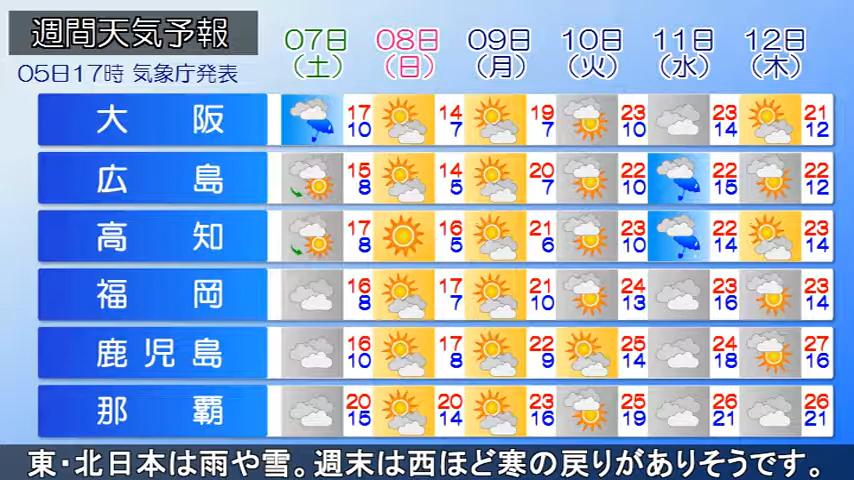 週間天気予報
05日17時 気象庁発表
07日 08日 09日 10日 11日 12日
(土) (日) (月) (火) (水) (木)
大阪 17 14 19 23 23 21
10 7 7 10 14 12
広島 15 14 20 22 22 22
8 5 7 10 15 12
高知 17 16 21 23 22 23
8 5 6 10 14 14
福岡 16 17 21 24 23 23
8 7 10 13 16 14
鹿児島 16 17 22 25 24 27
10 8 9 14 18 16
那覇 20 20 23 25 26 26
15 14 16 19 21 21
東・北日本は雨や雪。週末は西ほど寒の戻りがありそうです。